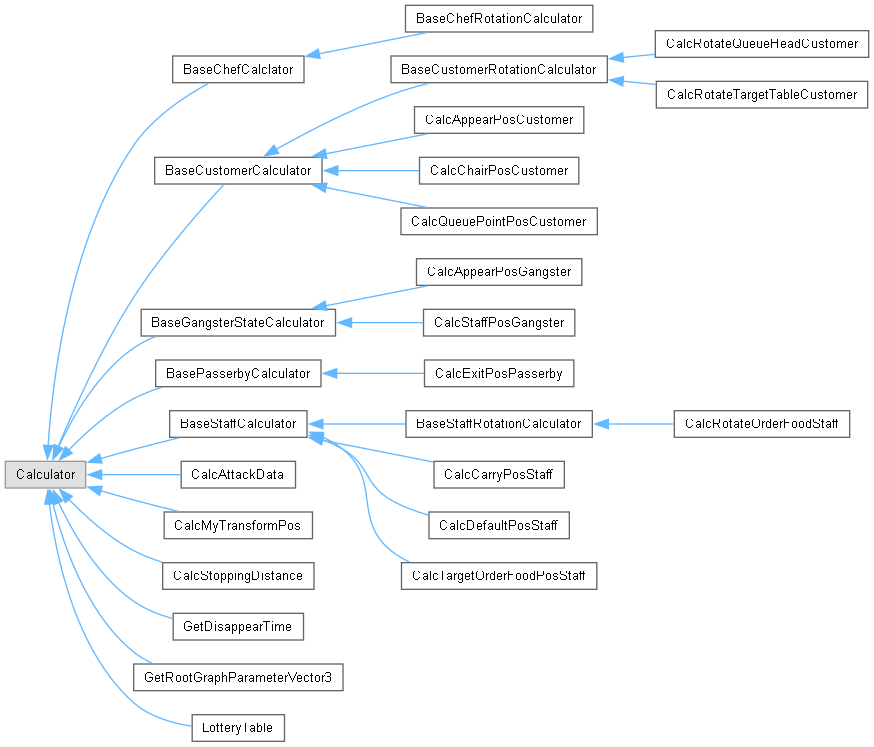 BaseChefRotationCalculator
CalcRotateQueueHeadCustomer
BaseChefCalclator
BaseCustomerRotationCalculator
CalcRotateTargetTableCustomer
CalcAppearPosCustomer
BaseCustomerCalculator
CalcChairPosCustomer
CalcQueuePointPosCustomer
CalcAppearPosGangster
BaseGangsterStateCalculator
CalcStaffPosGangster
BasePasserbyCalculator
CalcExitPosPasserby
BaseStaffCalculator
BaseStaffRotationCalculator
CalcRotateOrderFoodStaff
Calculator
CalcAttackData
CalcCarryPosStaff
CalcMyTransformPos
CalcDefaultPosStaff
CalcStoppingDistance
CalcTargetOrderFoodPosStaff
GetDisappearTime
GetRootGraphParameterVector3
LotteryTable